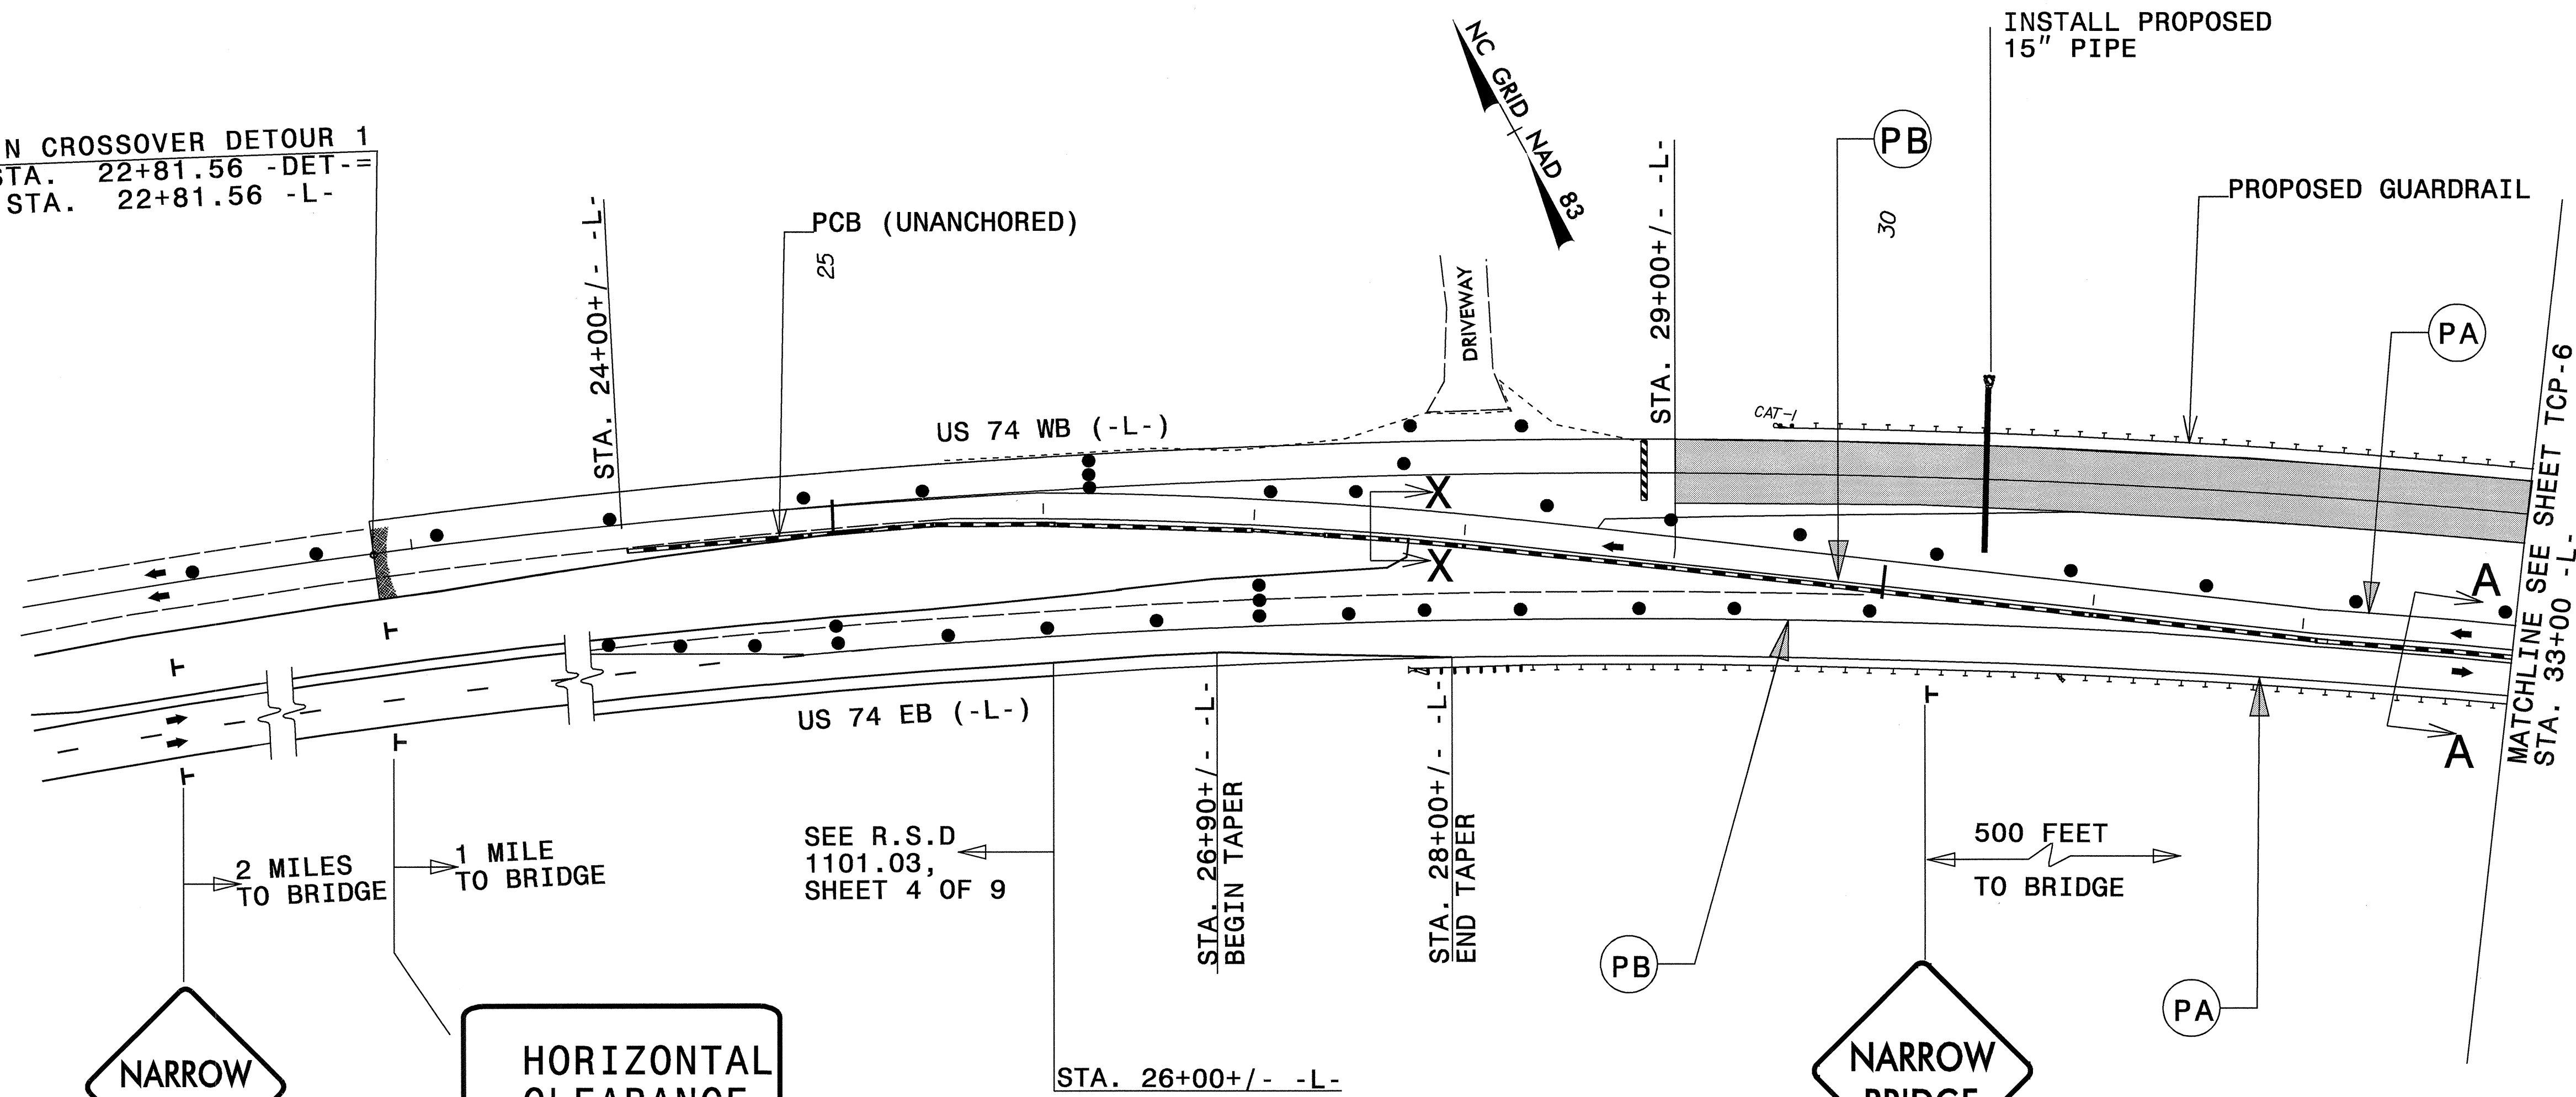 INSTALL PROPOSED
15" PIPE
NC GRID NAD 83
N CROSSOVER DETOUR 1
STA. 22+81.56 -DET-=
STA. 22+81.56 -L-
STA. 24+00+/- -L-
PCB (UNANCHORED)
25
DRIVEWAY
STA. 29+00+/- -L-
PB
30
PROPOSED GUARDRAIL
PA
CAT-1
US 74 WB (-L-)
X
X
A
A
MATCHLINE SEE SHEET TCP-6
STA. 33+00 -L-
US 74 EB (-L-)
2 MILES
TO BRIDGE
1 MILE
TO BRIDGE
SEE R.S.D
1101.03,
SHEET 4 OF 9
STA. 26+90+/- -L-
BEGIN TAPER
STA. 28+00+/- -L-
END TAPER
500 FEET
TO BRIDGE
PB
PA
NARROW
HORIZONTAL
CLEARANCE
STA. 26+00+/- -L-
NARROW
BRIDGE